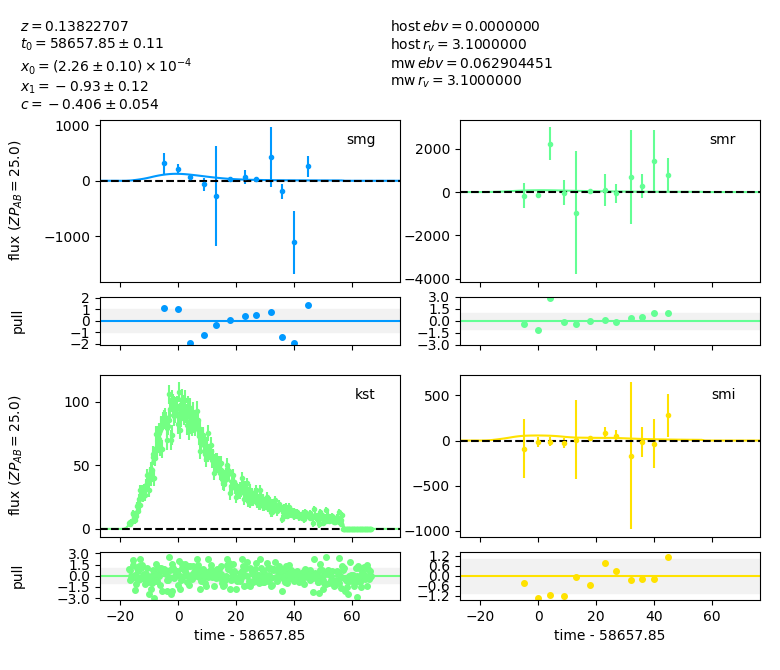 z = 0.13822707
t0 = 58657.85 ± 0.11
x0 = (2.26 ± 0.10) × 10^−4
x1 = −0.93 ± 0.12
c = −0.406 ± 0.054
host ebv = 0.0000000
host rv = 3.1000000
mw ebv = 0.062904451
mw rv = 3.1000000
flux (ZPAB = 25.0)
1000
0
−1000
smg
2000
0
−2000
−4000
smr
pull
2
1
0
−1
−2
3.0
1.5
0.0
−1.5
−3.0
flux (ZPAB = 25.0)
100
50
0
kst
500
0
−500
−1000
smi
pull
3.0
1.5
0.0
−1.5
−3.0
1.2
0.6
0.0
−0.6
−1.2
−20 0 20 40 60
−20 0 20 40 60
time - 58657.85
time - 58657.85